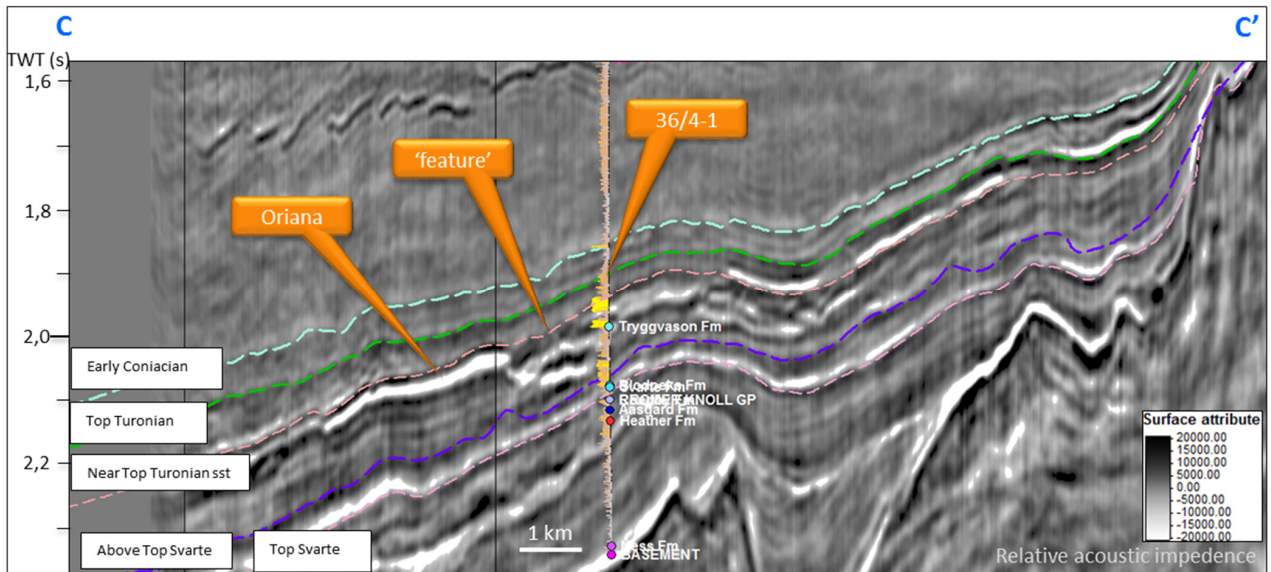 C
C'
TWT (s)
1,6
1,8
2,0
2,2
36/4-1
'feature'
Oriana
Tryggvason Fm
Blodøks Fm
KNOLL GP
Aasgard Fm
Heather Fm
Early Coniacian
Top Turonian
Near Top Turonian sst
Above Top Svarte
Top Svarte
1 km
Ness Fm
BASEMENT
Surface attribute
20000.00
15000.00
10000.00
5000.00
0.00
-5000.00
-10000.00
-15000.00
-20000.00
Relative acoustic impedence